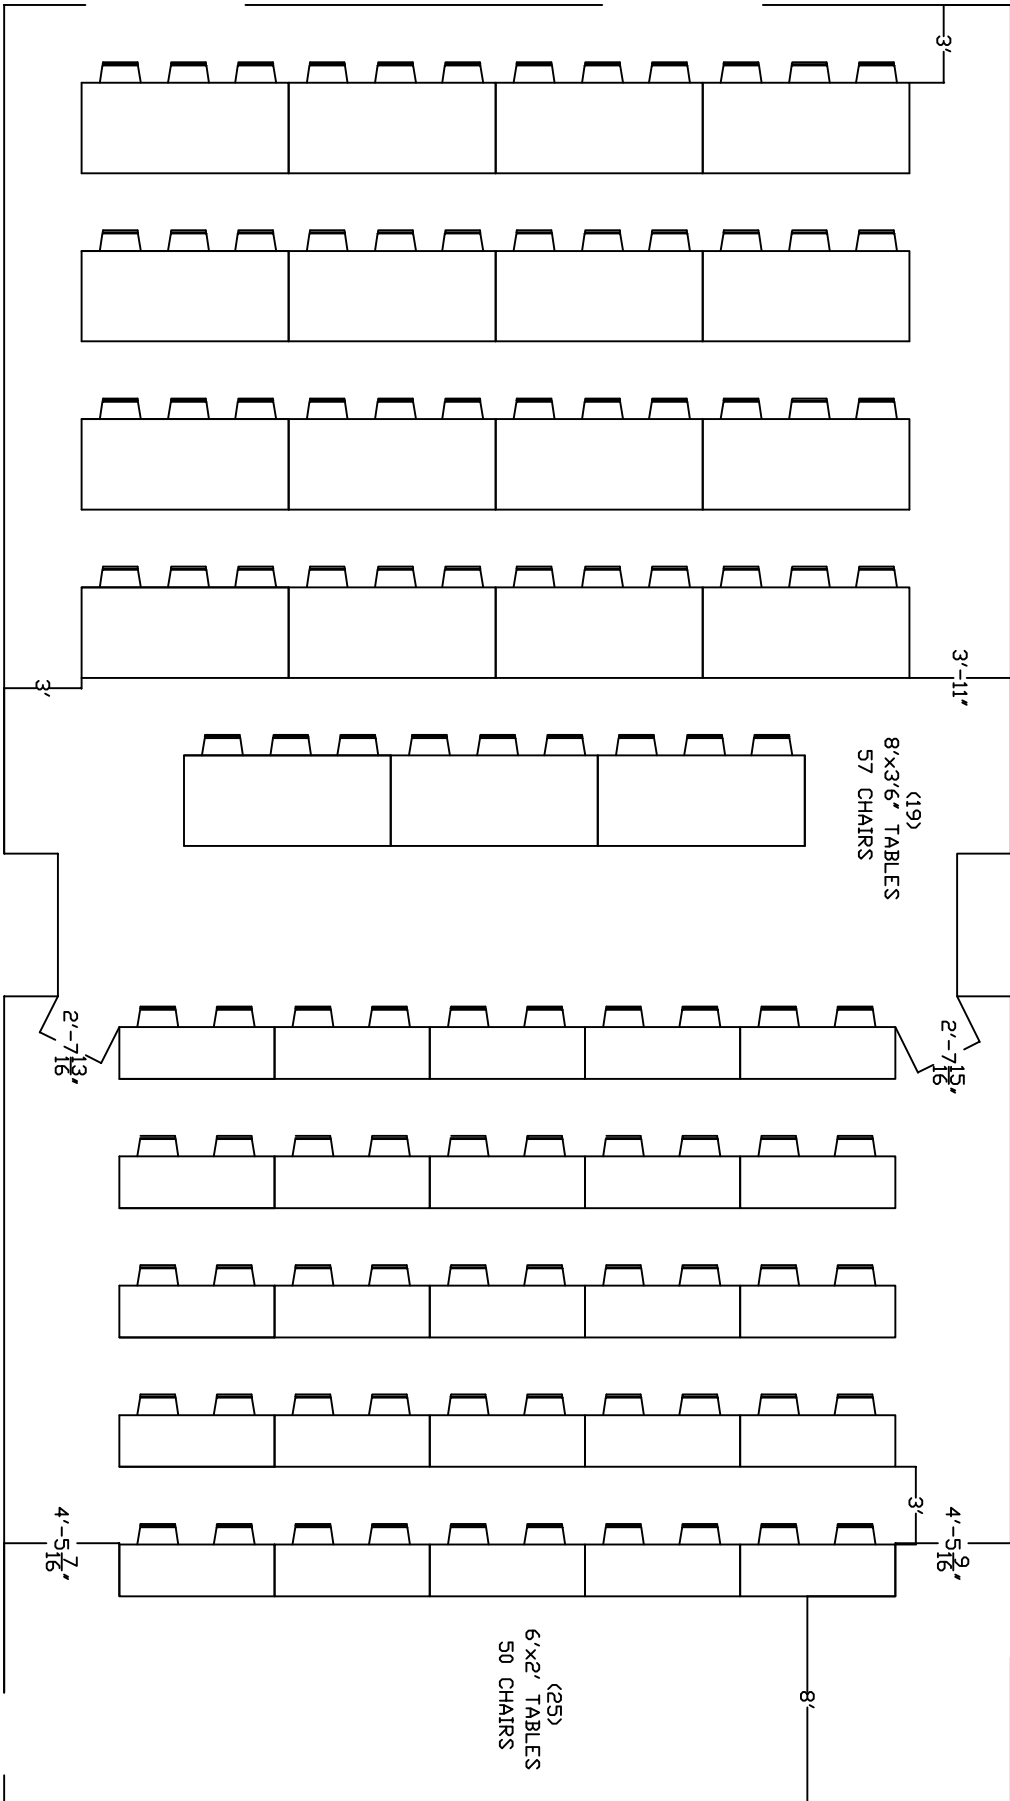 3'
3'-11"
3'
(19)
8'x3'6" TABLES
57 CHAIRS
2'-7 13/16"
2'-7 15/16"
3'
4'-5 7/16"
4'-5 9/16"
(25)
6'x2' TABLES
50 CHAIRS
8'